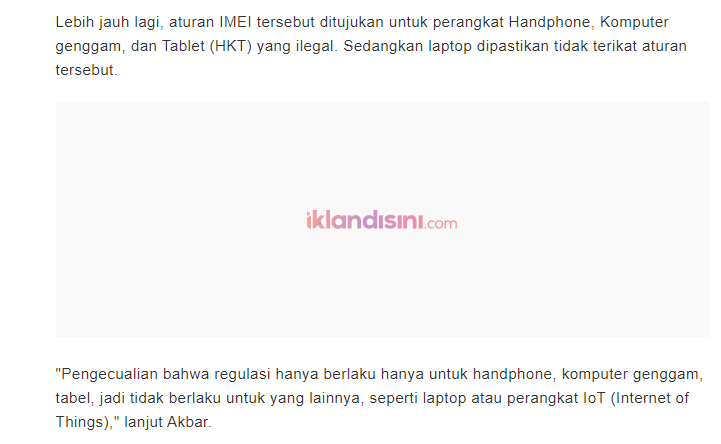 Lebih jauh lagi, aturan IMEI tersebut ditujukan untuk perangkat Handphone, Komputer
genggam, dan Tablet (HKT) yang ilegal. Sedangkan laptop dipastikan tidak terikat aturan
tersebut.
iklandisini.com
"Pengecualian bahwa regulasi hanya berlaku hanya untuk handphone, komputer genggam,
tabel, jadi tidak berlaku untuk yang lainnya, seperti laptop atau perangkat IoT (Internet of
Things)," lanjut Akbar.